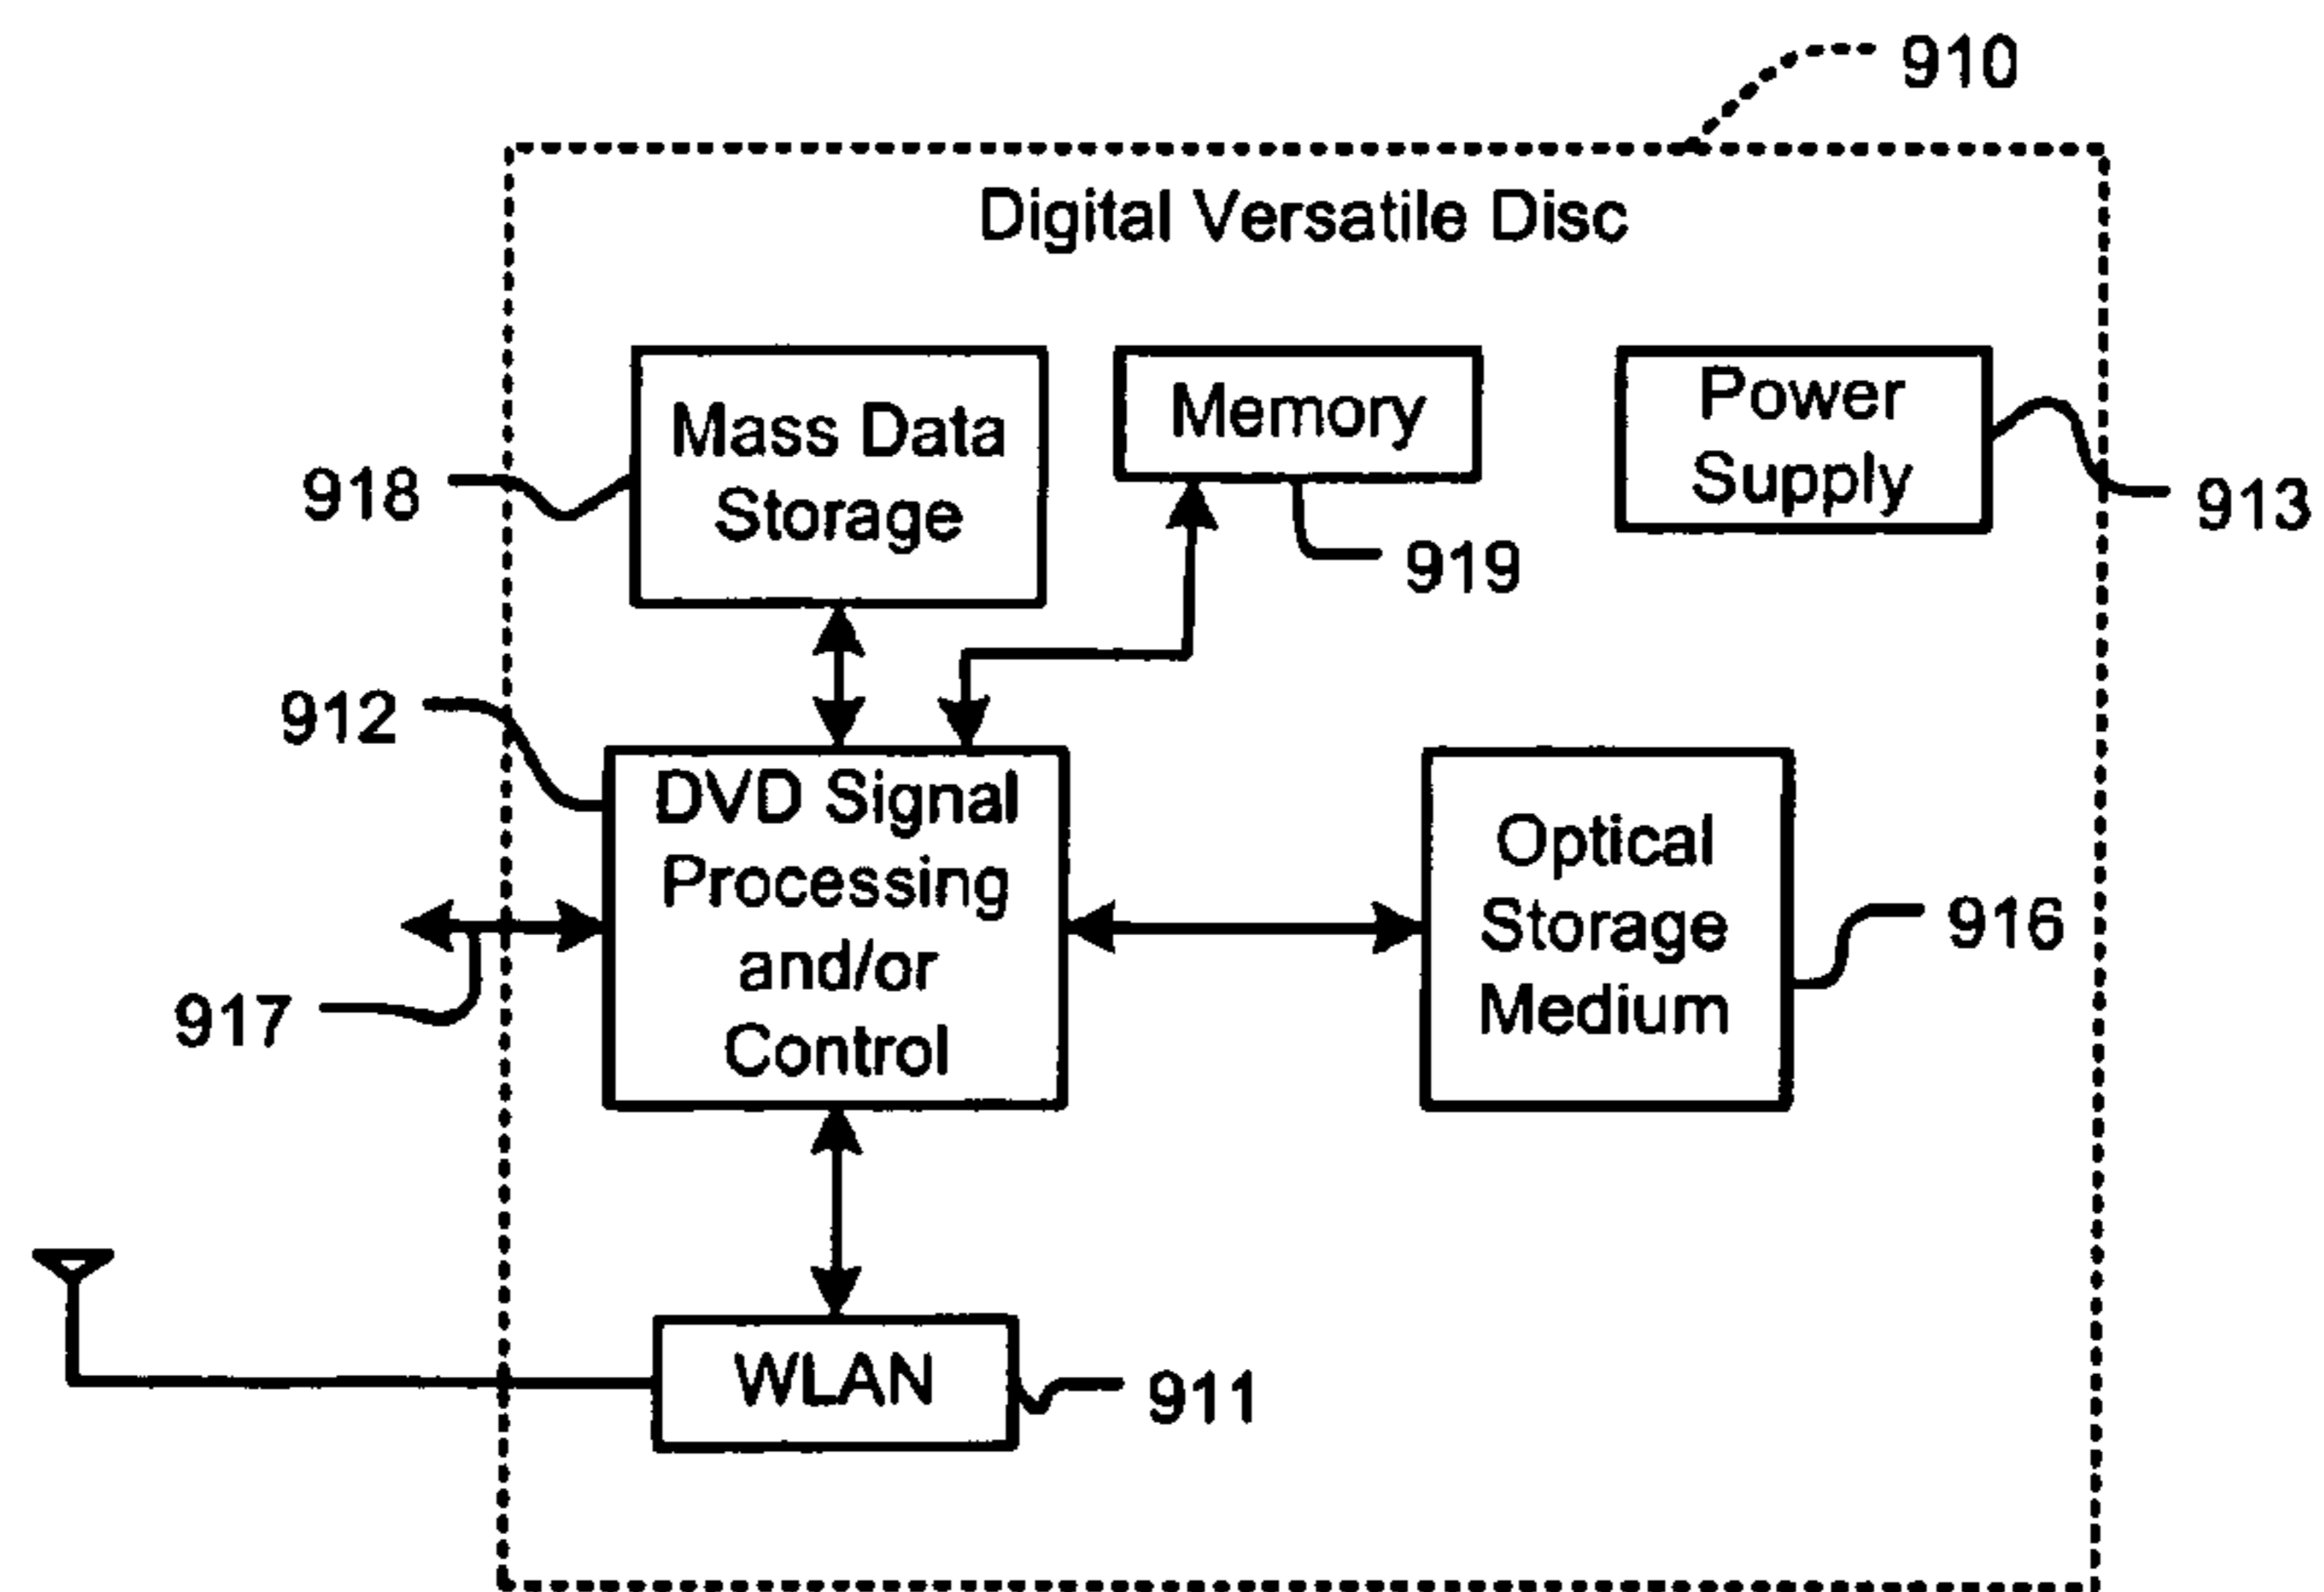 910
Digital Versatile Disc
Mass Data
Storage
918
Memory
919
Power
Supply
913
912
DVD Signal
Processing
and/or
Control
917
Optical
Storage
Medium
916
WLAN
911